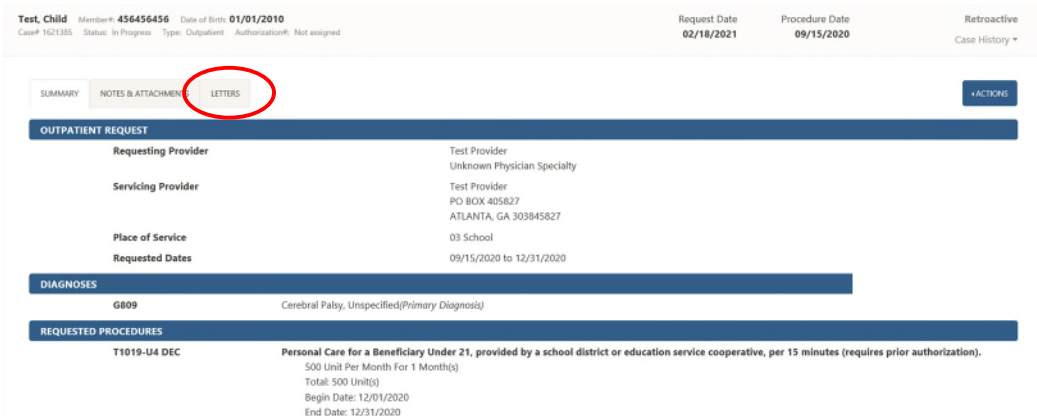 Test, Child Member#: 456456456 Date of Birth: 01/01/2010
Case# 1621385 Status: In Progress Type: Outpatient Authorization#: Not assigned
Request Date
02/18/2021
Procedure Date
09/15/2020
Retroactive
Case History
SUMMARY NOTES & ATTACHMENTS LETTERS
ACTIONS
OUTPATIENT REQUEST
Requesting Provider Test Provider
Unknown Physician Specialty
Servicing Provider Test Provider
PO BOX 405827
ATLANTA, GA 303845827
Place of Service 03 School
Requested Dates 09/15/2020 to 12/31/2020
DIAGNOSES
G809 Cerebral Palsy, Unspecified(Primary Diagnosis)
REQUESTED PROCEDURES
T1019-U4 DEC Personal Care for a Beneficiary Under 21, provided by a school district or education service cooperative, per 15 minutes (requires prior authorization).
500 Unit Per Month For 1 Month(s)
Total: 500 Unit(s)
Begin Date: 12/01/2020
End Date: 12/31/2020